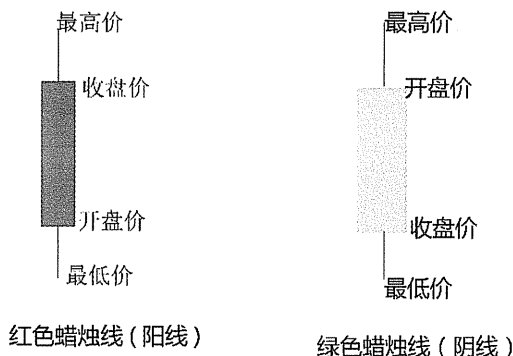 最高价
收盘价
开盘价
最低价
红色蜡烛线（阳线）
最高价
开盘价
收盘价
最低价
绿色蜡烛线（阴线）